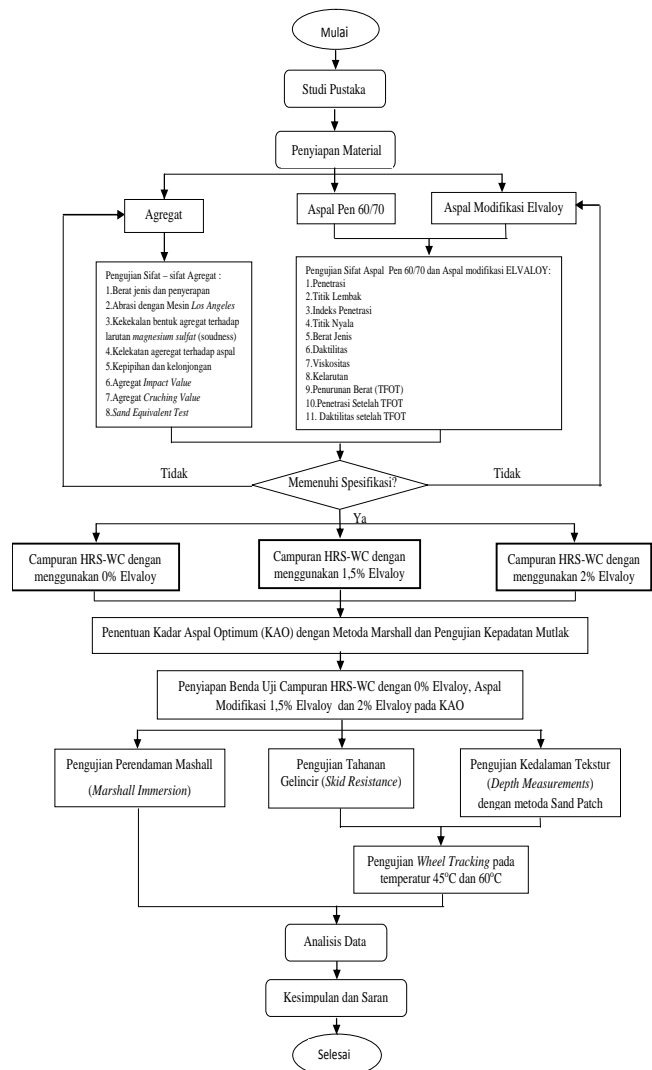 Mulai
Studi Pustaka
Penyiapan Material
Agregat
Aspal Pen 60/70
Aspal Modifikasi Elvaloy
Pengujian Sifat – sifat Agregat :
1.Berat jenis dan penyerapan
2.Abrasi dengan Mesin Los Angeles
3.Kekekalan bentuk agregat terhadap
larutan magnesium sulfat (soudness)
4.Kelekatan ageregat terhadap aspal
5.Kepipihan dan kelonjongan
6.Agregat Impact Value
7.Agregat Cruching Value
8.Sand Equivalent Test
Pengujian Sifat Aspal Pen 60/70 dan Aspal modifikasi ELVALOY:
1.Penetrasi
2.Titik Lembak
3.Indeks Penetrasi
4.Titik Nyala
5.Berat Jenis
6.Daktilitas
7.Viskositas
8.Kelarutan
9.Penurunan Berat (TFOT)
10.Penetrasi Setelah TFOT
11. Daktilitas setelah TFOT
Tidak
Memenuhi Spesifikasi?
Tidak
Ya
Campuran HRS-WC dengan
menggunakan 0% Elvaloy
Campuran HRS-WC dengan
menggunakan 1,5% Elvaloy
Campuran HRS-WC dengan
menggunakan 2% Elvaloy
Penentuan Kadar Aspal Optimum (KAO) dengan Metoda Marshall dan Pengujian Kepadatan Mutlak
Penyiapan Benda Uji Campuran HRS-WC dengan 0% Elvaloy, Aspal
Modifikasi 1,5% Elvaloy dan 2% Elvaloy pada KAO
Pengujian Perendaman Mashall
(Marshall Immersion)
Pengujian Tahanan
Gelincir (Skid Resistance)
Pengujian Kedalaman Tekstur
(Depth Measurements)
dengan metoda Sand Patch
Pengujian Wheel Tracking pada
temperatur 45°C dan 60°C
Analisis Data
Kesimpulan dan Saran
Selesai